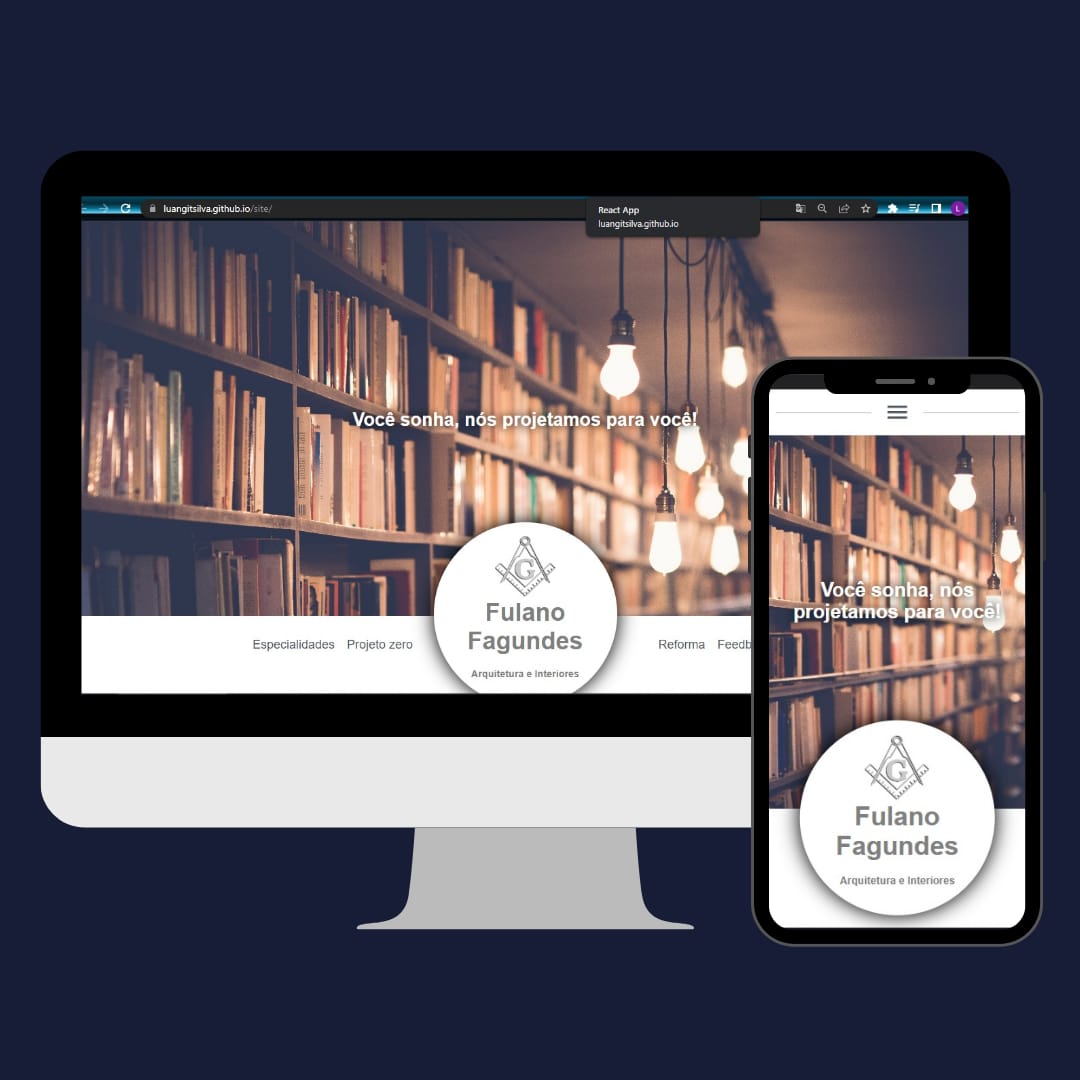 luangitsilva.github.io/site/
React App
luangitsilva.github.io
L
Você sonha, nós projetamos para você!
G
Fulano
Fagundes
Arquitetura e Interiores
Especialidades Projeto zero
Reforma Feedb
Você sonha, nós
projetamos para você!
G
Fulano
Fagundes
Arquitetura e Interiores